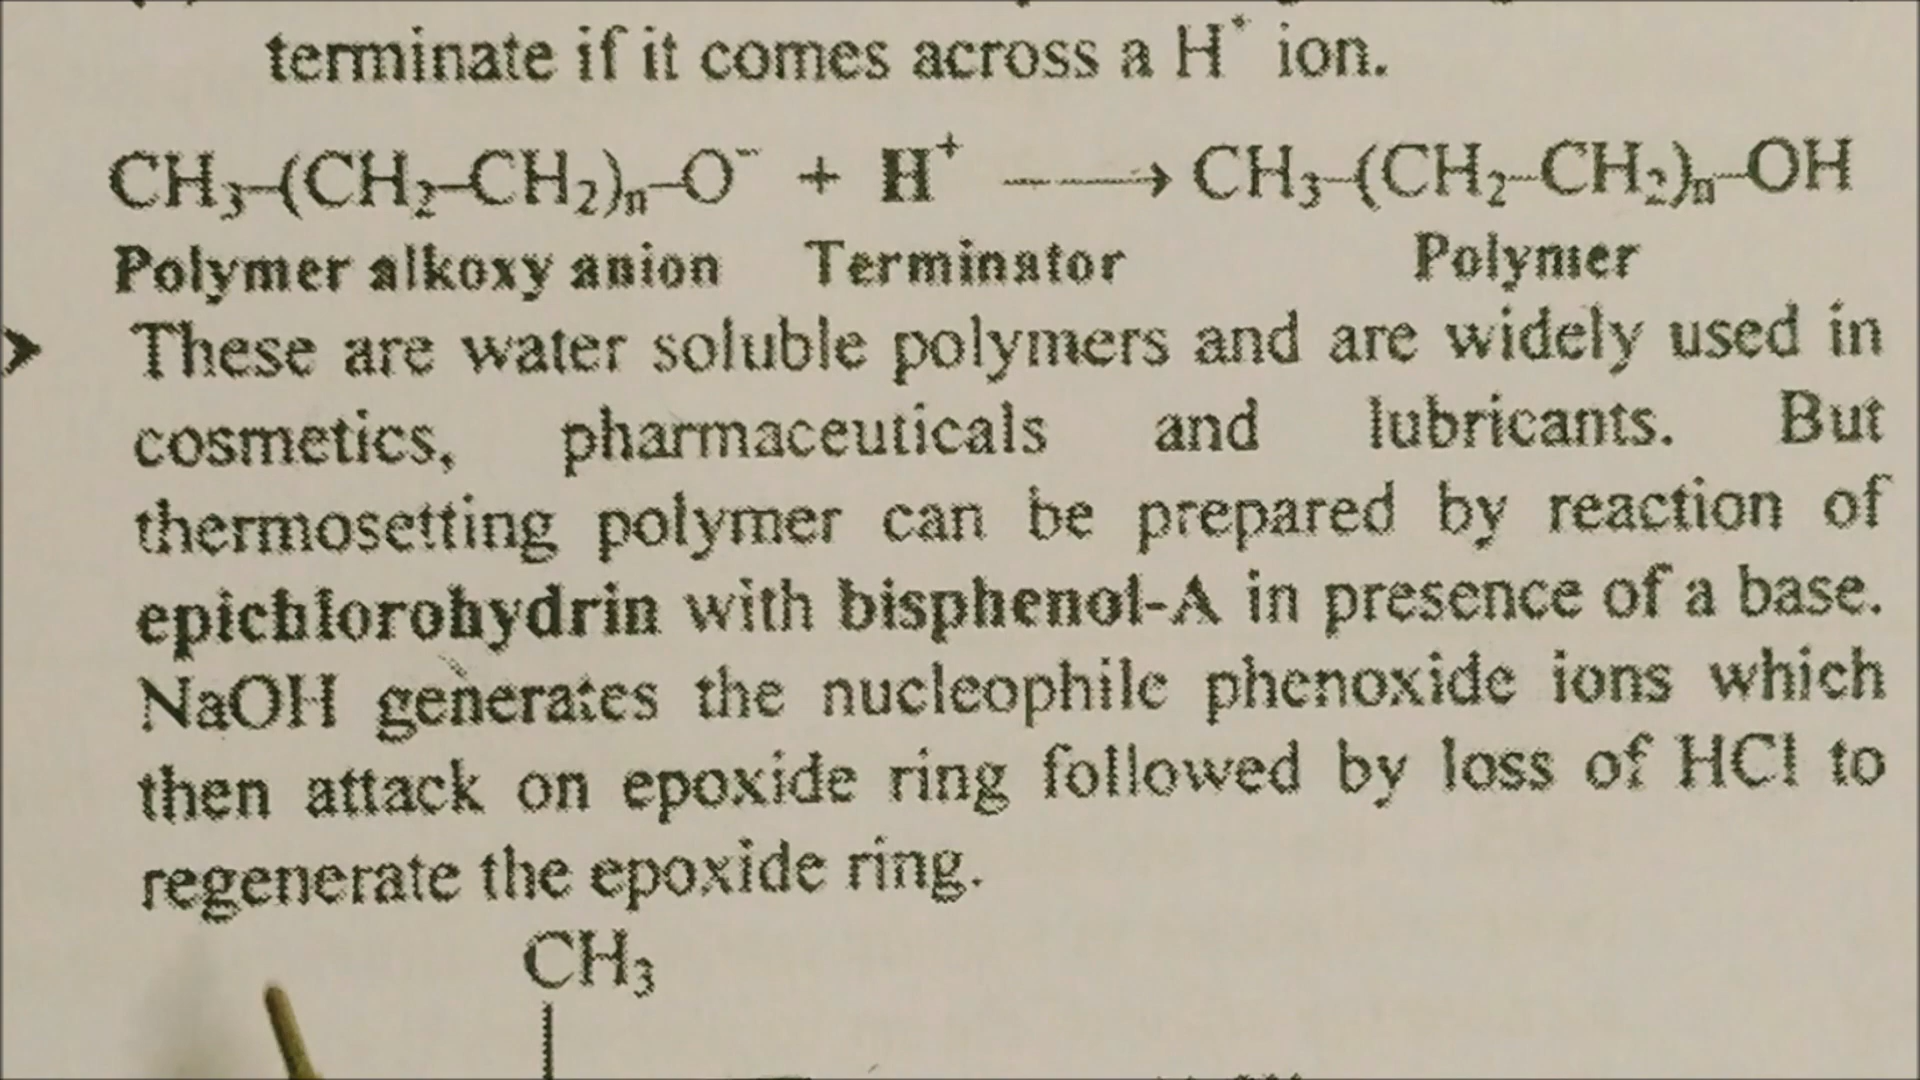 terminate if it comes across a H⁺ ion.
CH₃–(CH₂–CH₂)ₙ–O⁻ + H⁺ ⟶ CH₃–(CH₂–CH₂)ₙ–OH
Polymer alkoxy anion Terminator Polymer
➤ These are water soluble polymers and are widely used in
cosmetics, pharmaceuticals and lubricants. But
thermosetting polymer can be prepared by reaction of
epichlorohydrin with bisphenol-A in presence of a base.
NaOH generates the nucleophile phenoxide ions which
then attack on epoxide ring followed by loss of HCl to
regenerate the epoxide ring.
CH₃